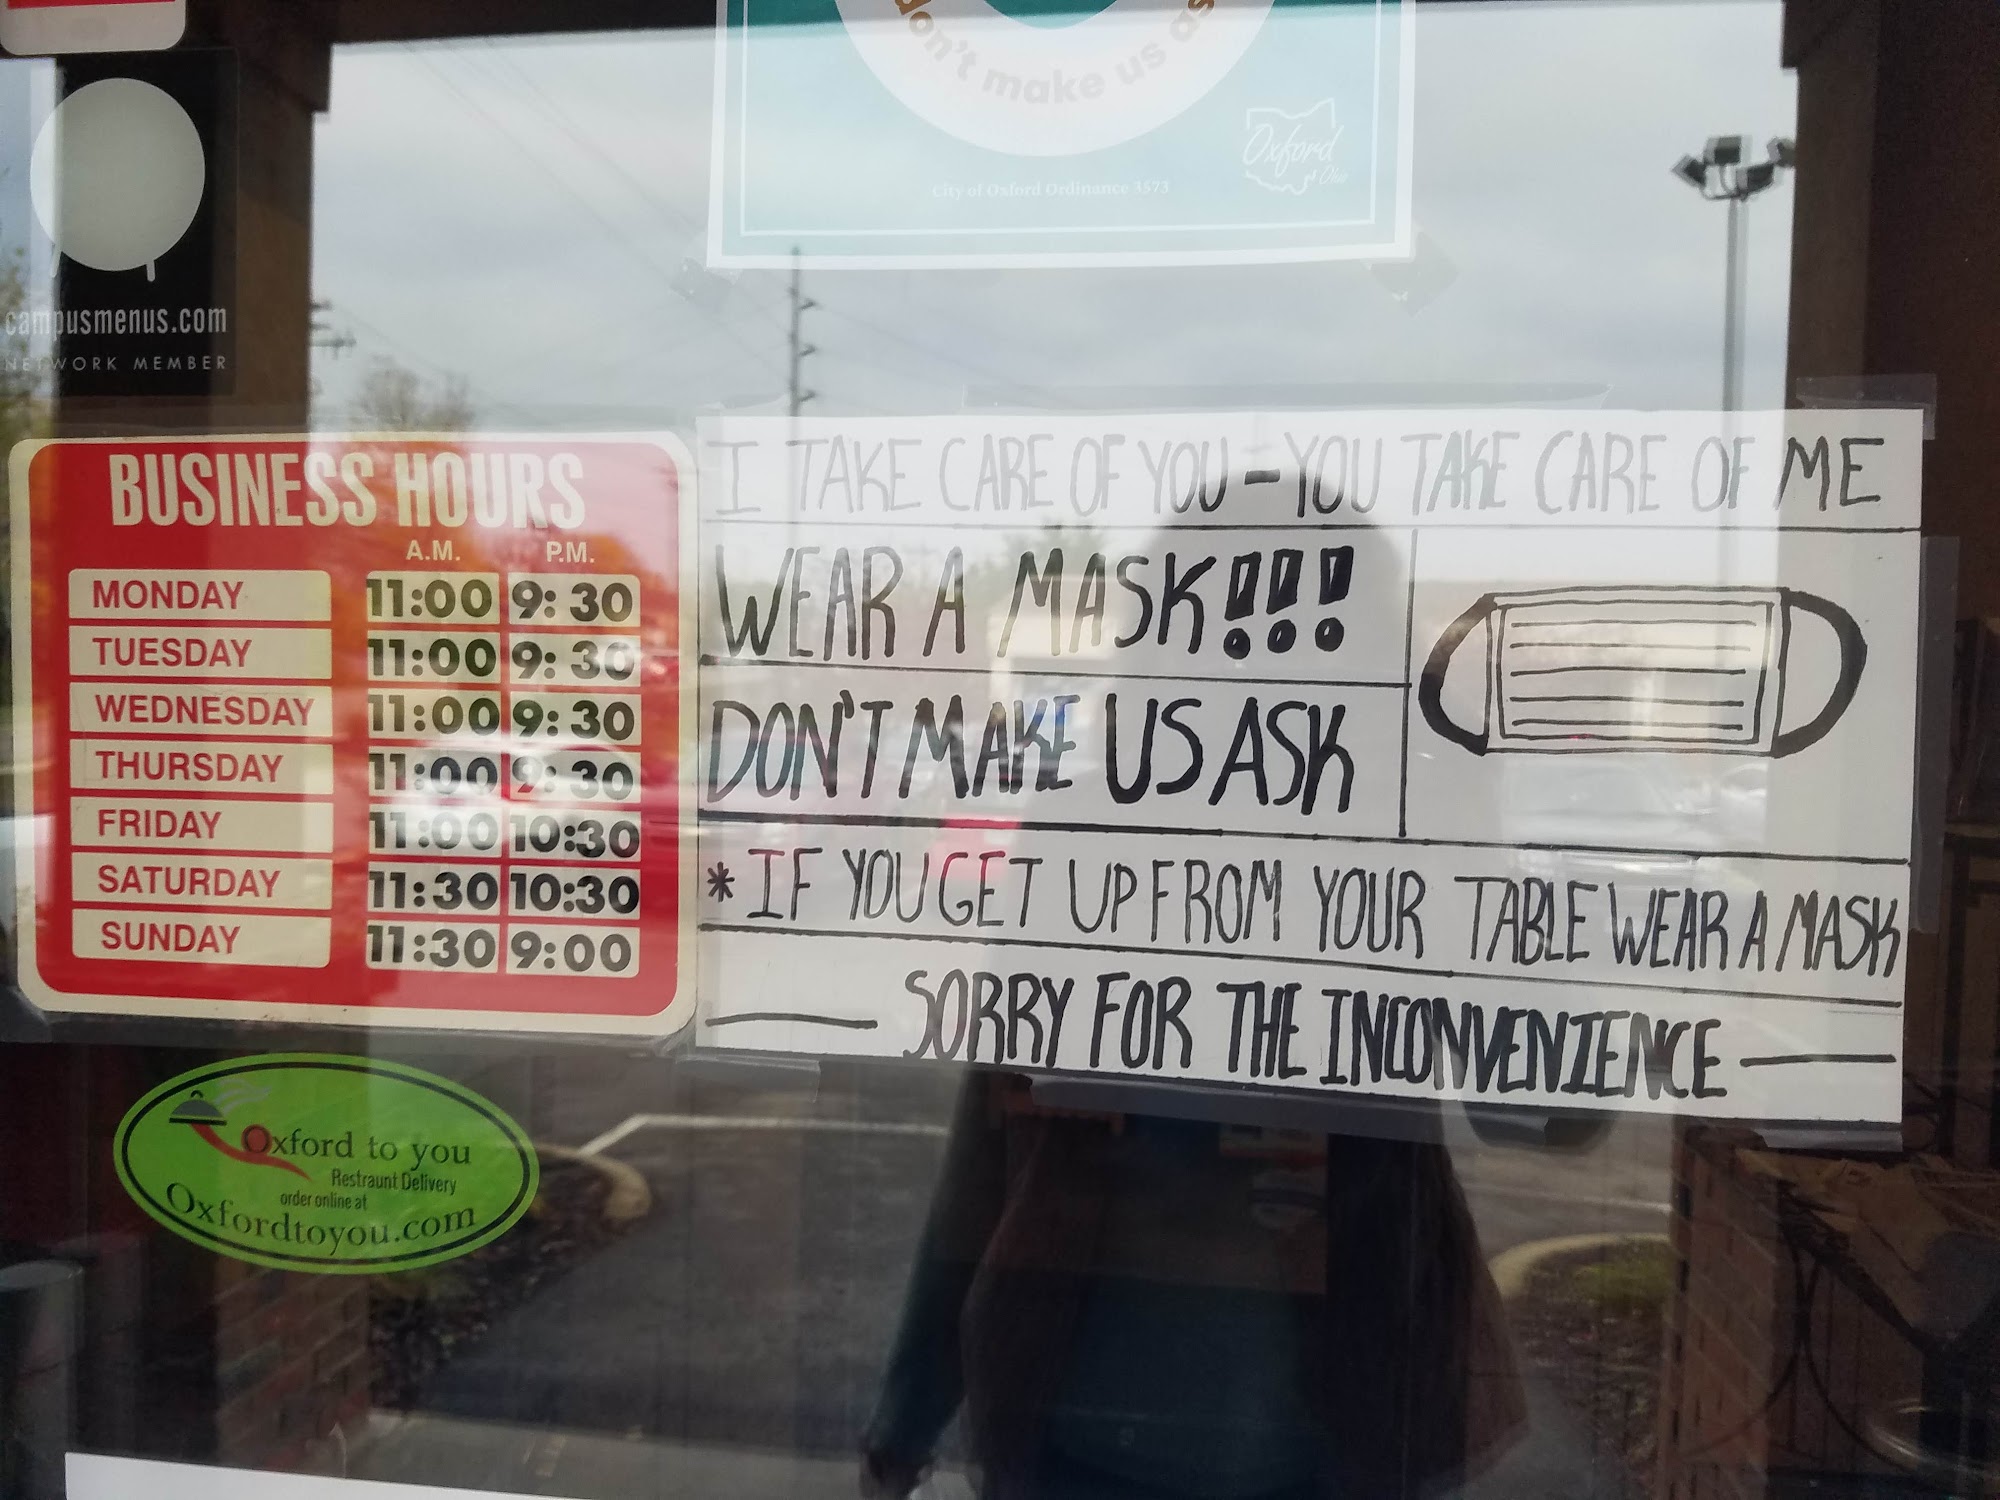 don't make us as
Oxford
Ohio
City of Oxford Ordinance 3573
campusmenus.com
NETWORK MEMBER
BUSINESS HOURS
A.M. P.M.
MONDAY 11:00 9:30
TUESDAY 11:00 9:30
WEDNESDAY 11:00 9:30
THURSDAY 11:00 9:30
FRIDAY 11:00 10:30
SATURDAY 11:30 10:30
SUNDAY 11:30 9:00
I TAKE CARE OF YOU - YOU TAKE CARE OF ME
WEAR A MASK!!!
DON'T MAKE US ASK
* IF YOU GET UP FROM YOUR TABLE WEAR A MASK
— SORRY FOR THE INCONVENIENCE —
Oxford to you
Restraunt Delivery
order online at
Oxfordtoyou.com